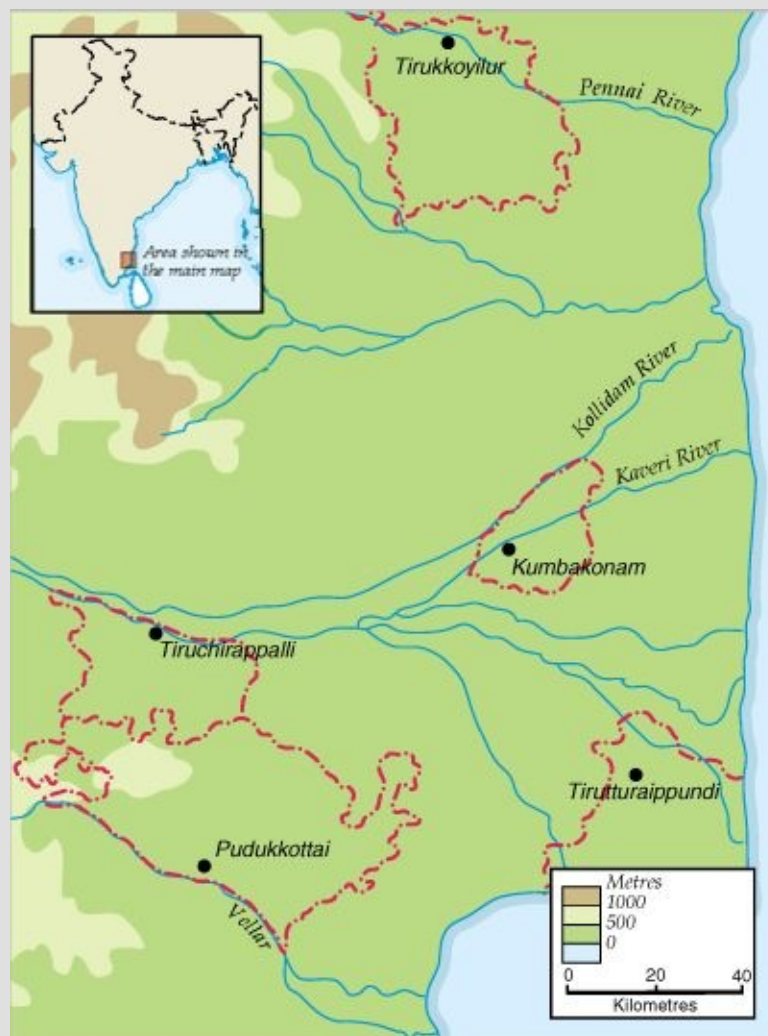 Tirukkoyilur
Pennai River
Area shown in
the main map
Kollidam River
Kaveri River
Kumbakonam
Tiruchirappalli
Tirutturaippundi
Pudukkottai
Vellar
Metres
1000
500
0
0 20 40
Kilometres